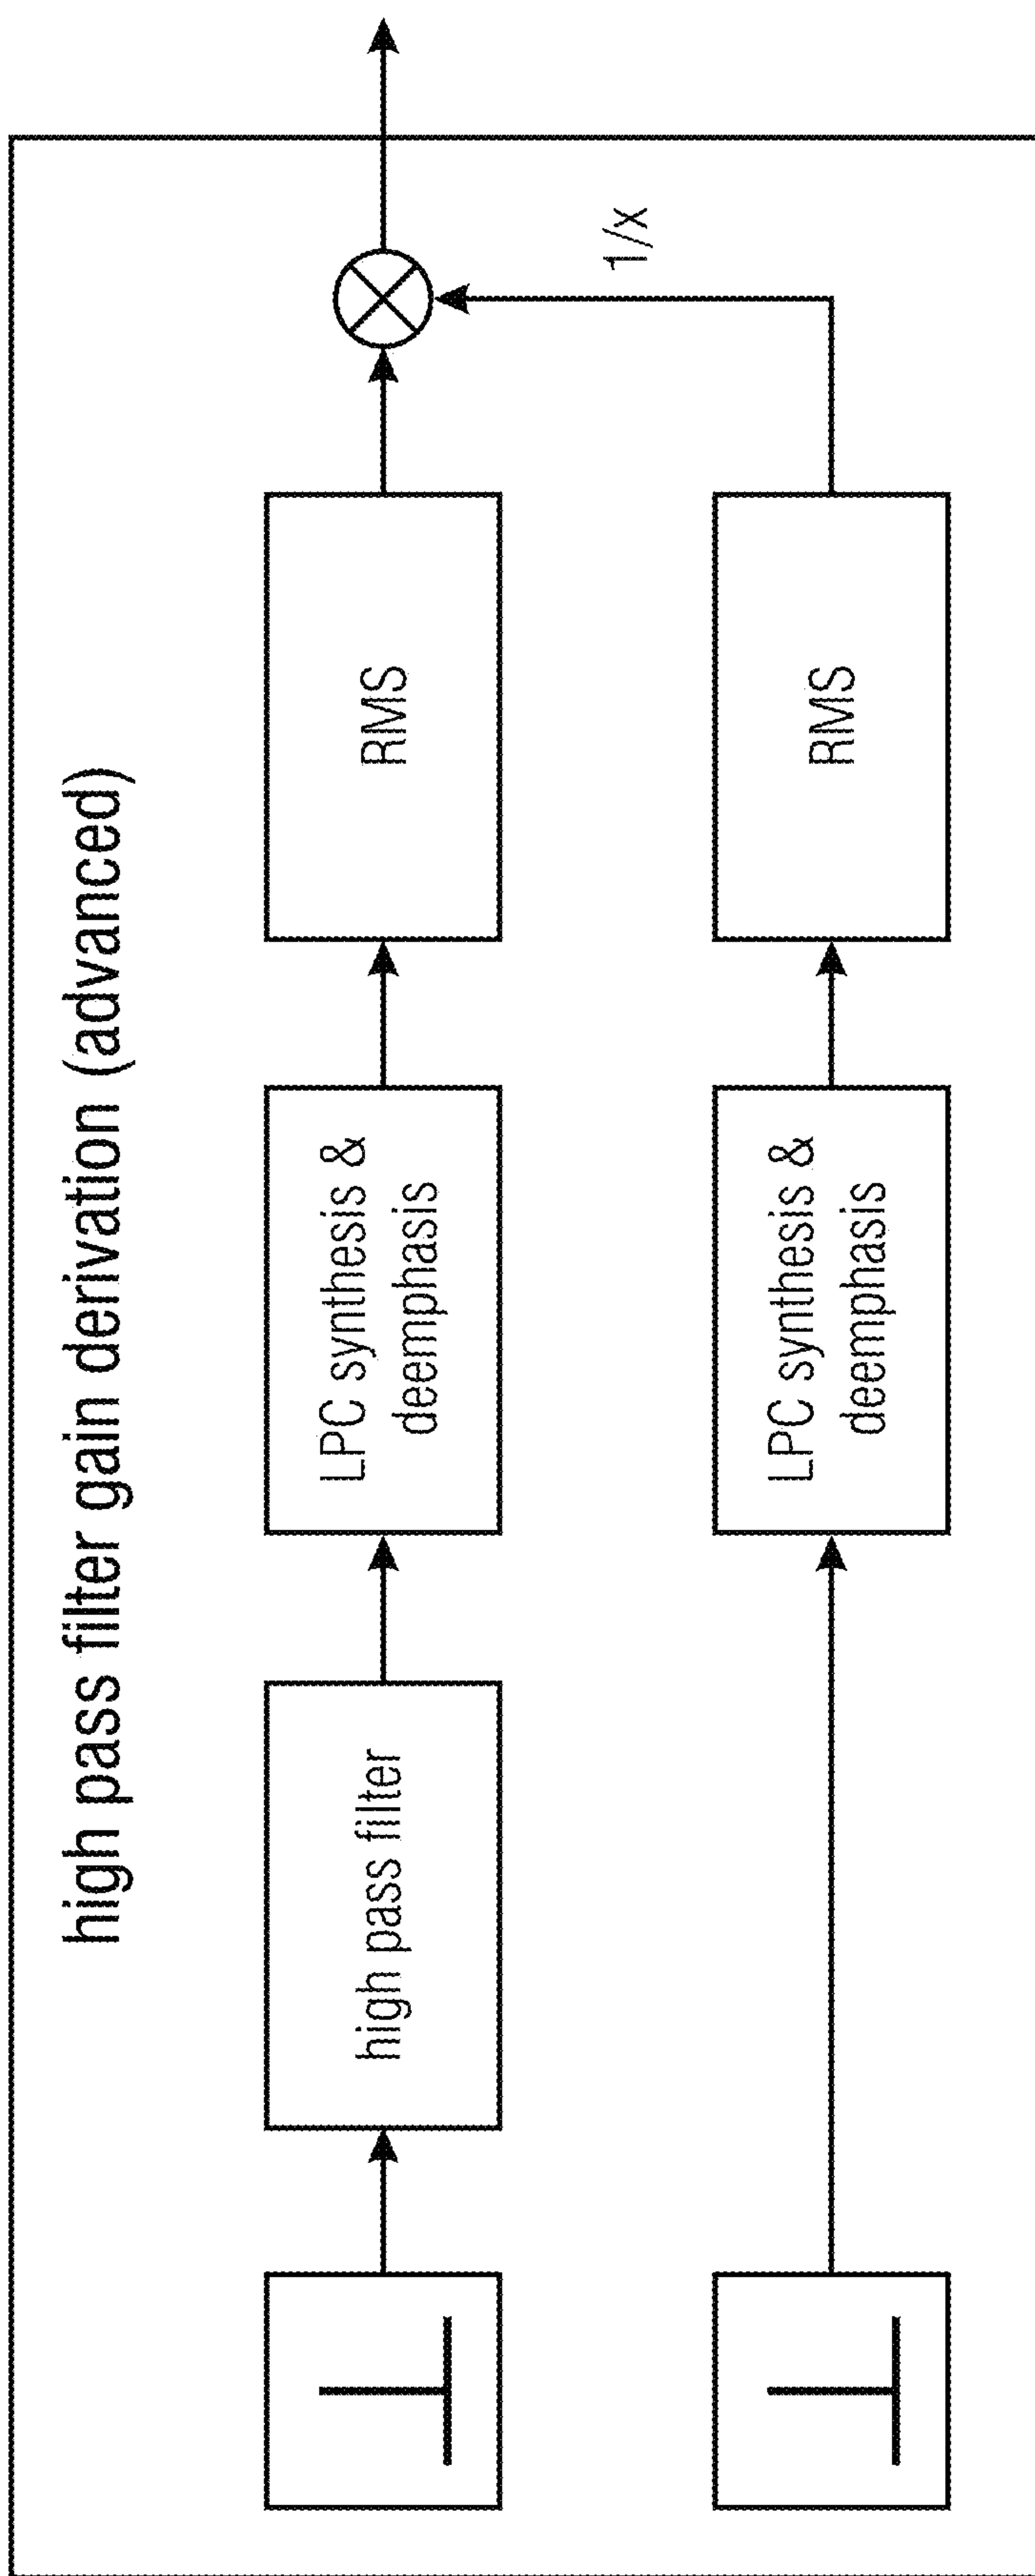 high pass filter gain derivation (advanced)
high pass filter
LPC synthesis &
deemphasis
RMS
1/x
LPC synthesis &
deemphasis
RMS